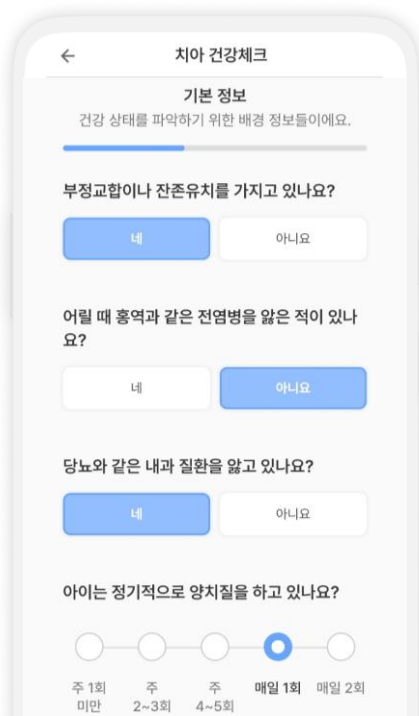 치아 건강체크
기본 정보
건강 상태를 파악하기 위한 배경 정보들이에요.
부정교합이나 잔존유치를 가지고 있나요?
네 아니요
어릴 때 홍역과 같은 전염병을 앓은 적이 있나
요?
네 아니요
당뇨와 같은 내과 질환을 앓고 있나요?
네 아니요
아이는 정기적으로 양치질을 하고 있나요?
주 1회 주 주 매일 1회 매일 2회
미만 2~3회 4~5회